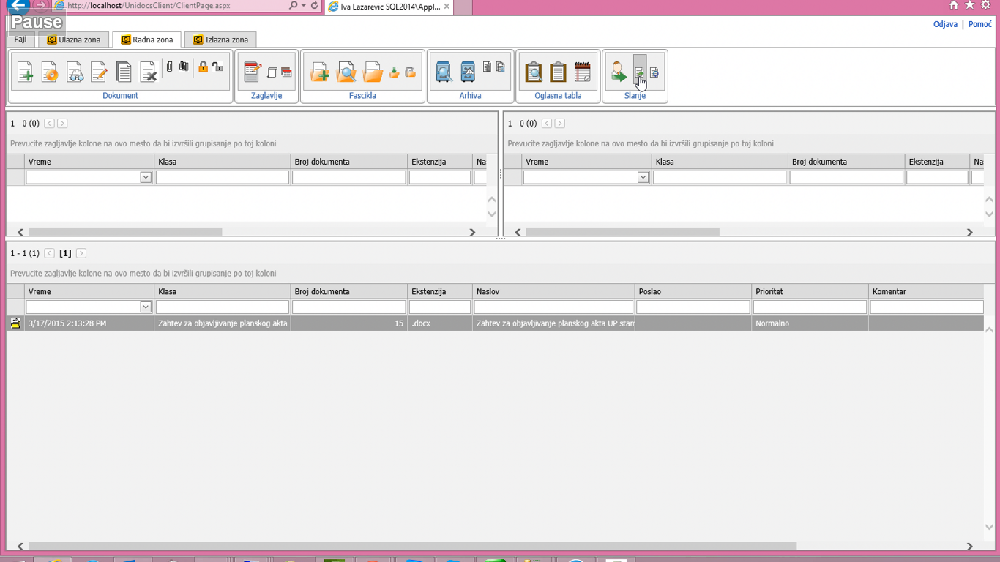 http://localhost/UnidocsClient/ClientPage.aspx
Iva Lazarevic SQL2014\Appl...
Pause
Odjava | Pomoć
Fajl
Ulazna zona
Radna zona
Izlazna zona
Dokument
Zaglavlje
Fascikla
Arhiva
Oglasna tabla
Slanje
1 - 0 (0)
Prevucite zagljavlje kolone na ovo mesto da bi izvršili grupisanje po toj koloni
Vreme Klasa Broj dokumenta Ekstenzija Na
1 - 0 (0)
Prevucite zagljavlje kolone na ovo mesto da bi izvršili grupisanje po toj koloni
Vreme Klasa Broj dokumenta Ekstenzija Na
1 - 1 (1) [1]
Prevucite zagljavlje kolone na ovo mesto da bi izvršili grupisanje po toj koloni
Vreme Klasa Broj dokumenta Ekstenzija Naslov Poslao Prioritet Komentar
3/17/2015 2:13:28 PM Zahtev za objavljivanje planskog akta 15 .docx Zahtev za objavljivanje planskog akta UP stam Normalno